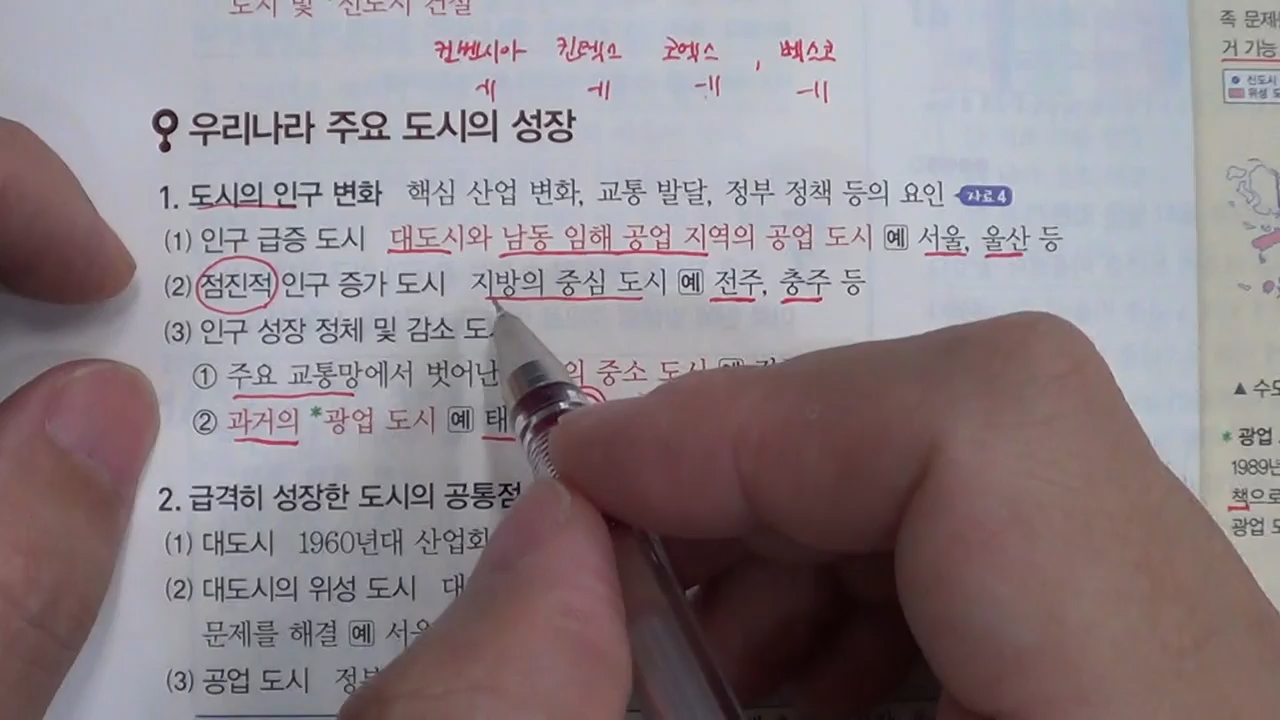 도시 및 *신도시 건설
컨벤시아 킨텍스 코엑스, 벡스코
우리나라 주요 도시의 성장
1. 도시의 인구 변화 핵심 산업 변화, 교통 발달, 정부 정책 등의 요인 자료4
(1) 인구 급증 도시 대도시와 남동 임해 공업 지역의 공업 도시 예 서울, 울산 등
(2) 점진적 인구 증가 도시 지방의 중심 도시 예 전주, 충주 등
(3) 인구 성장 정체 및 감소 도
① 주요 교통망에서 벗어난 의 중소 도시 예
② 과거의 *광업 도시 예 태
2. 급격히 성장한 도시의 공통점
(1) 대도시 1960년대 산업화
(2) 대도시의 위성 도시 대
문제를 해결 예 서울
(3) 공업 도시 정부
족 문제
거 가능
신도시
위성 도
▲ 수도
* 광업
1989년
책으로
광업 도